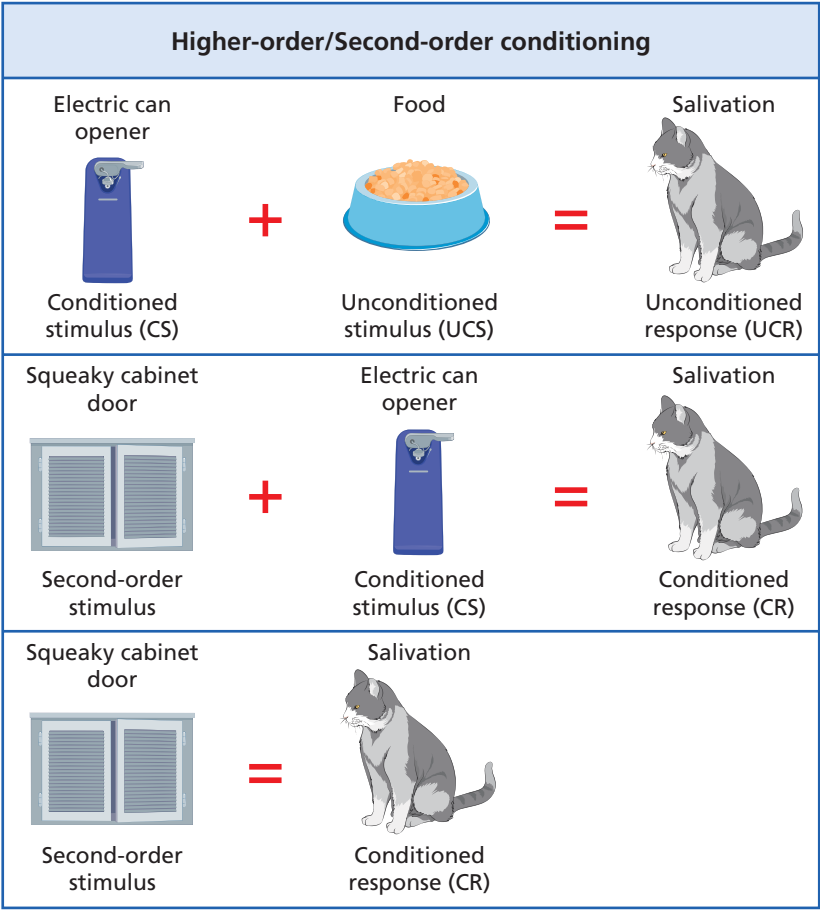 Higher-order/Second-order conditioning
Electric can
opener
Food
Salivation
+
=
Conditioned
stimulus (CS)
Unconditioned
stimulus (UCS)
Unconditioned
response (UCR)
Squeaky cabinet
door
Electric can
opener
Salivation
+
=
Second-order
stimulus
Conditioned
stimulus (CS)
Conditioned
response (CR)
Squeaky cabinet
door
Salivation
=
Second-order
stimulus
Conditioned
response (CR)